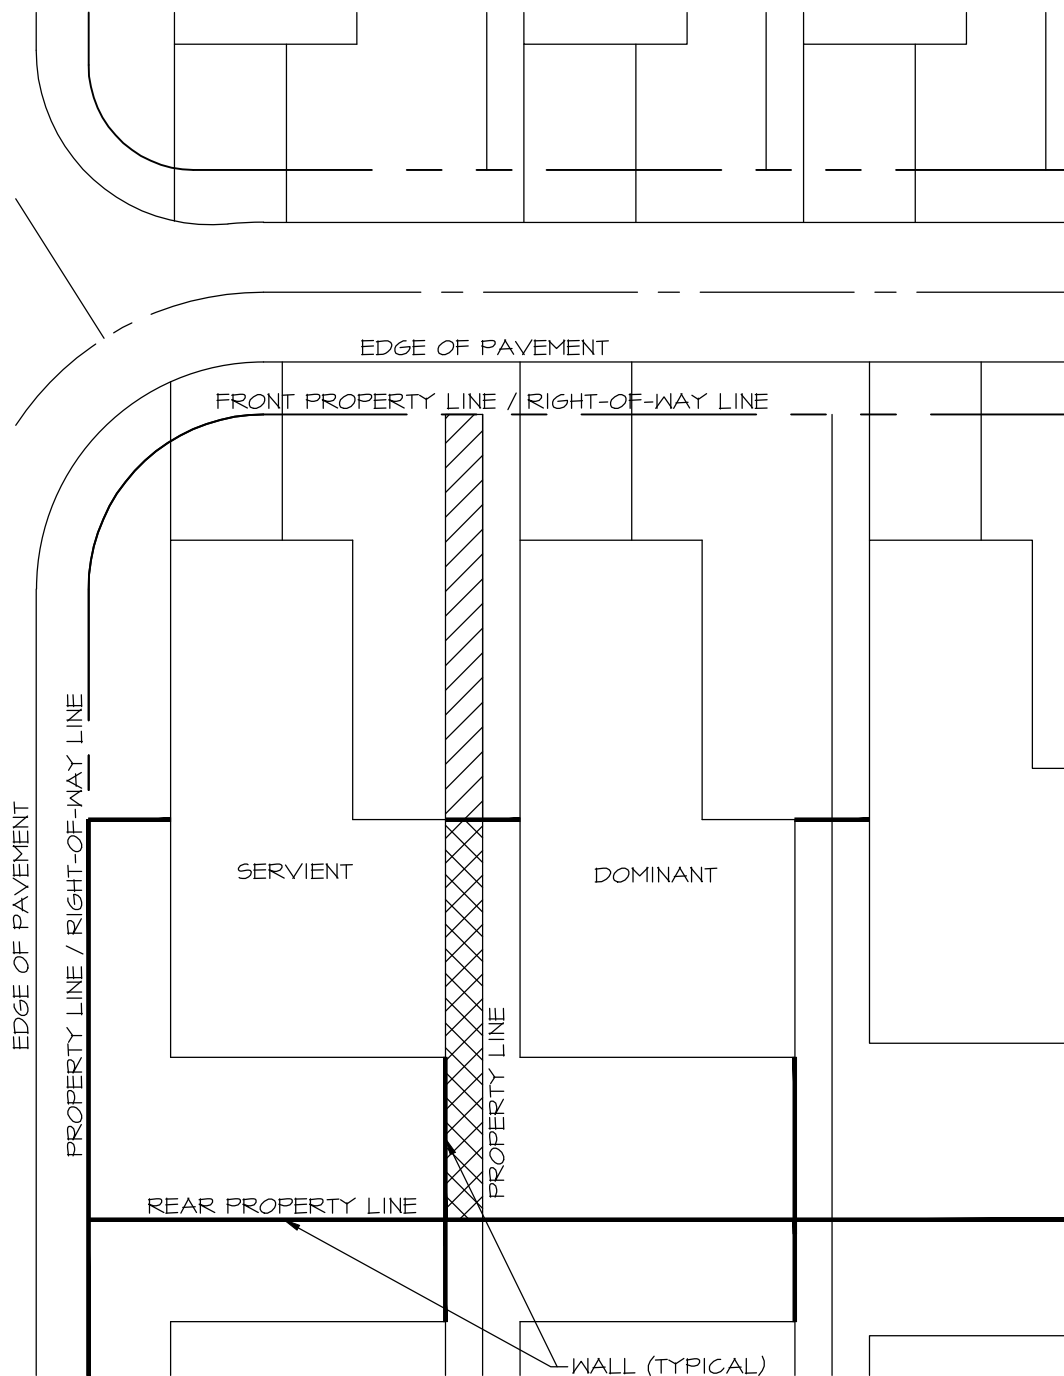 EDGE OF PAVEMENT
FRONT PROPERTY LINE / RIGHT-OF-WAY LINE
PROPERTY LINE / RIGHT-OF-WAY LINE
EDGE OF PAVEMENT
SERVIENT
DOMINANT
PROPERTY LINE
REAR PROPERTY LINE
WALL (TYPICAL)